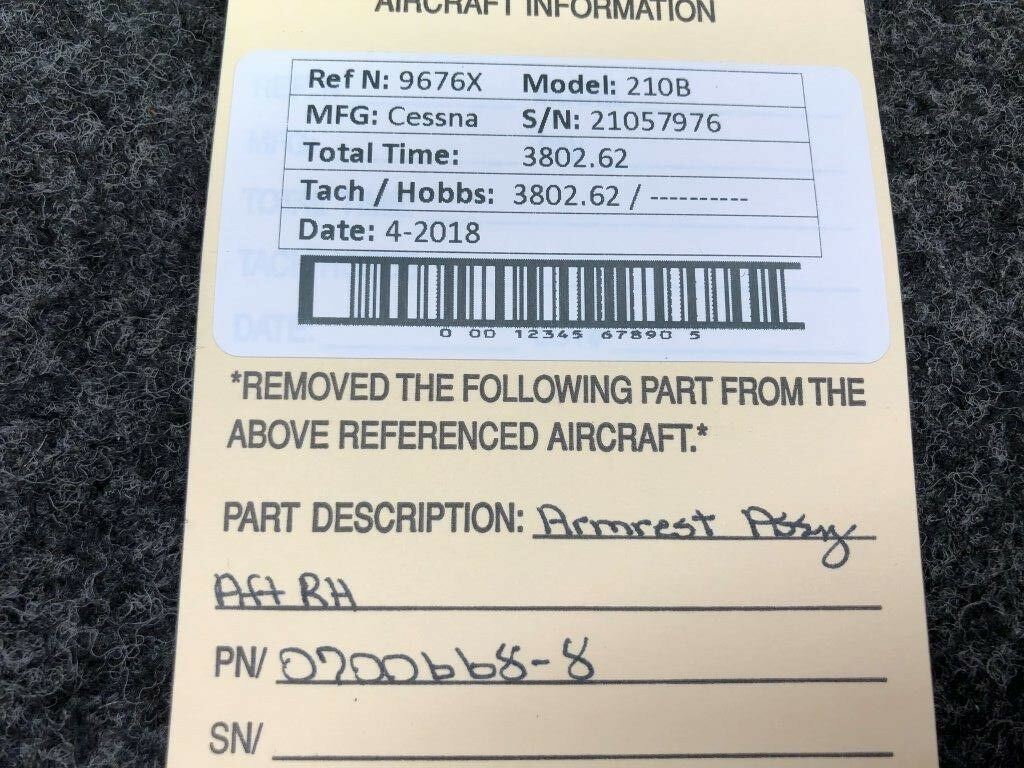 AIRCRAFT INFORMATION
Ref N: 9676X Model: 210B
MFG: Cessna S/N: 21057976
Total Time: 3802.62
Tach / Hobbs: 3802.62 / ----------
Date: 4-2018
0 00 12345 67890 5
*REMOVED THE FOLLOWING PART FROM THE
ABOVE REFERENCED AIRCRAFT.*
PART DESCRIPTION: Armrest Assy
Aft RH
PN/ 0700668-8
SN/